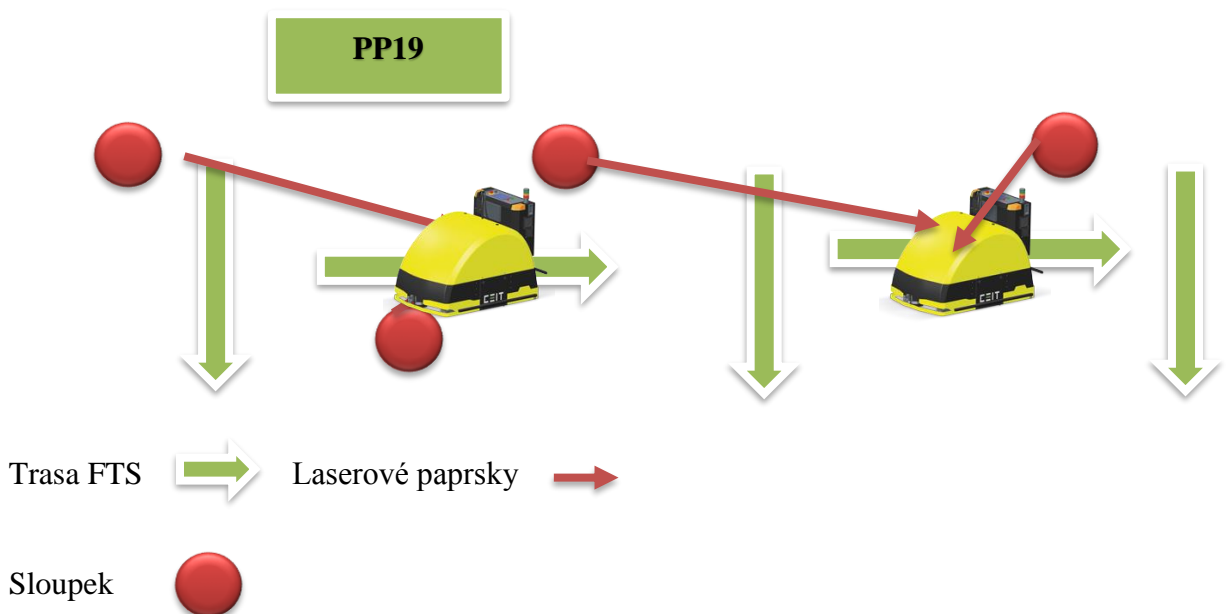 PP19
CEIT
CEIT
Trasa FTS
Laserové paprsky
Sloupek